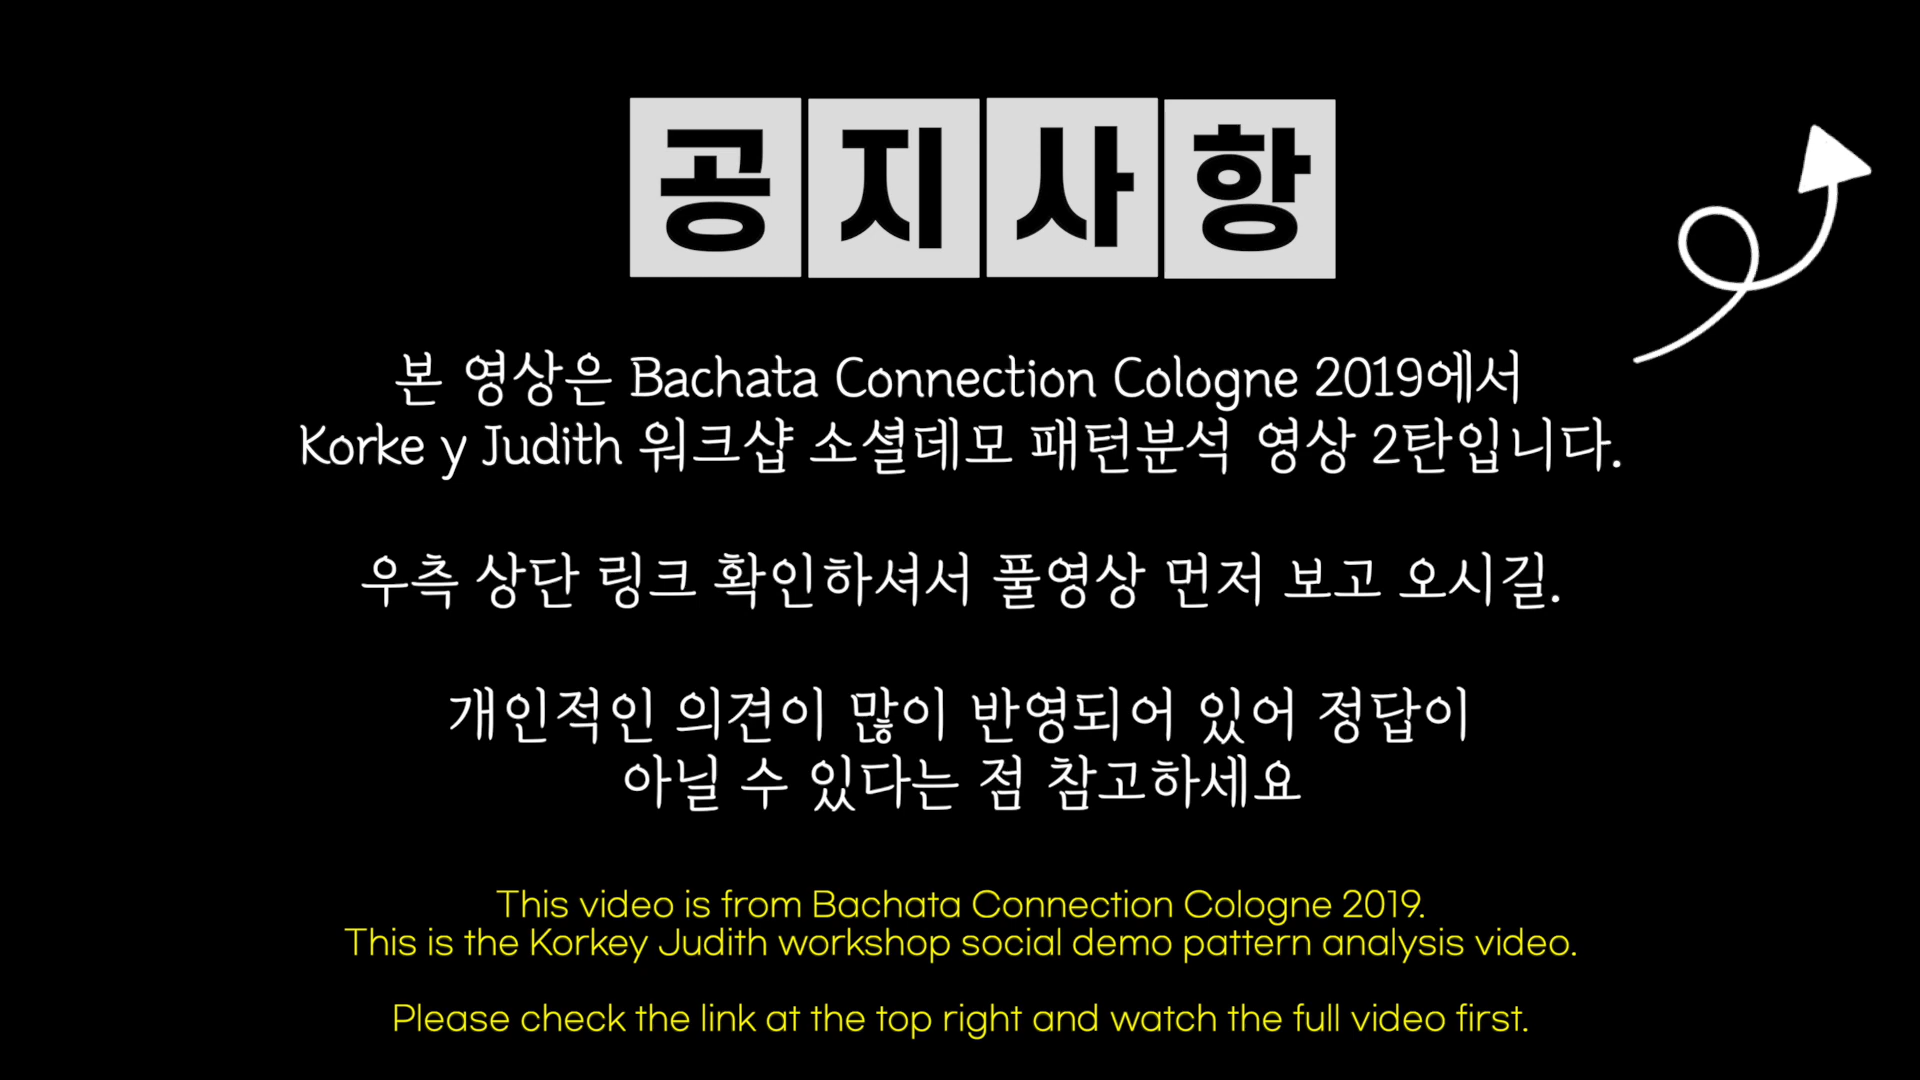 공지사항
본 영상은 Bachata Connection Cologne 2019에서
Korke y Judith 워크샵 소셜데모 패턴분석 영상 2탄입니다.
우측 상단 링크 확인하셔서 풀영상 먼저 보고 오시길.
개인적인 의견이 많이 반영되어 있어 정답이
아닐 수 있다는 점 참고하세요
This video is from Bachata Connection Cologne 2019.
This is the Korkey Judith workshop social demo pattern analysis video.
Please check the link at the top right and watch the full video first.